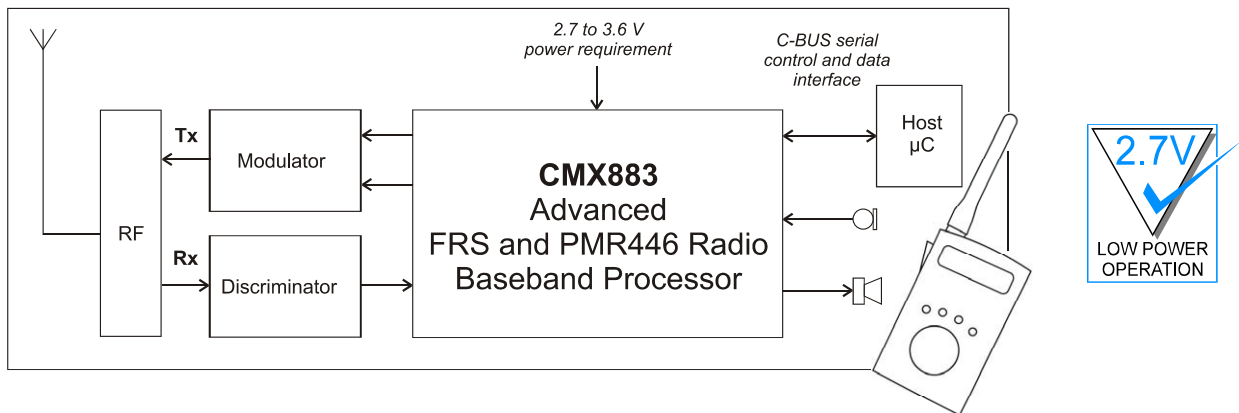 2.7 to 3.6 V
power requirement
C-BUS serial
control and data
interface
Tx
Modulator
RF
Rx
Discriminator
CMX883
Advanced
FRS and PMR446 Radio
Baseband Processor
Host
µC
2.7V
LOW POWER
OPERATION